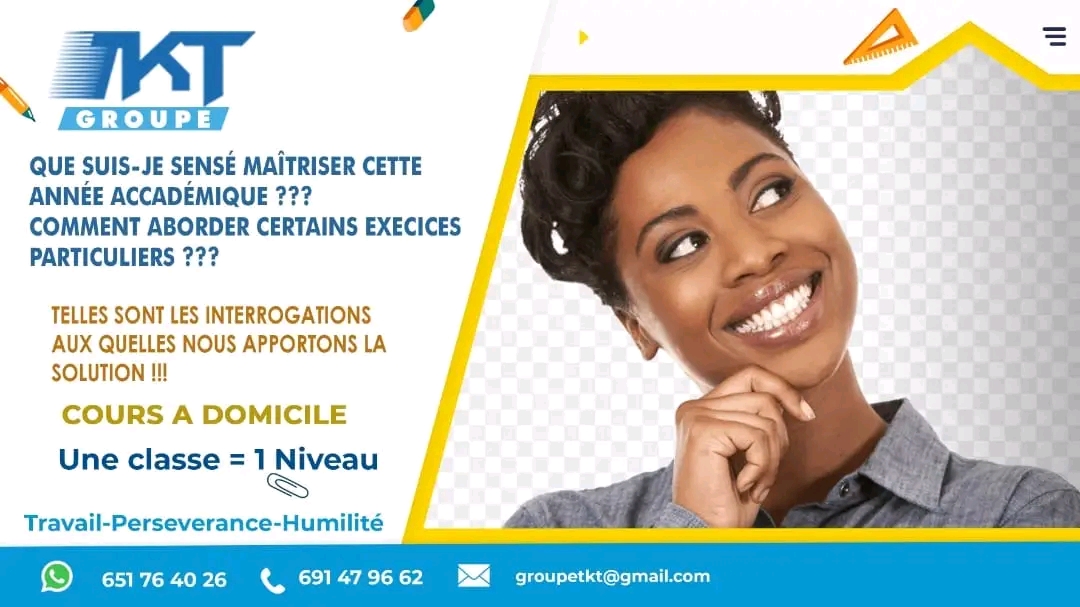 TKT
GROUPE
QUE SUIS-JE SENSÉ MAÎTRISER CETTE
ANNÉE ACCADÉMIQUE ???
COMMENT ABORDER CERTAINS EXECICES
PARTICULIERS ???
TELLES SONT LES INTERROGATIONS
AUX QUELLES NOUS APPORTONS LA
SOLUTION !!!
COURS A DOMICILE
Une classe = 1 Niveau
Travail-Perseverance-Humilité
651 76 40 26 691 47 96 62 groupetkt@gmail.com